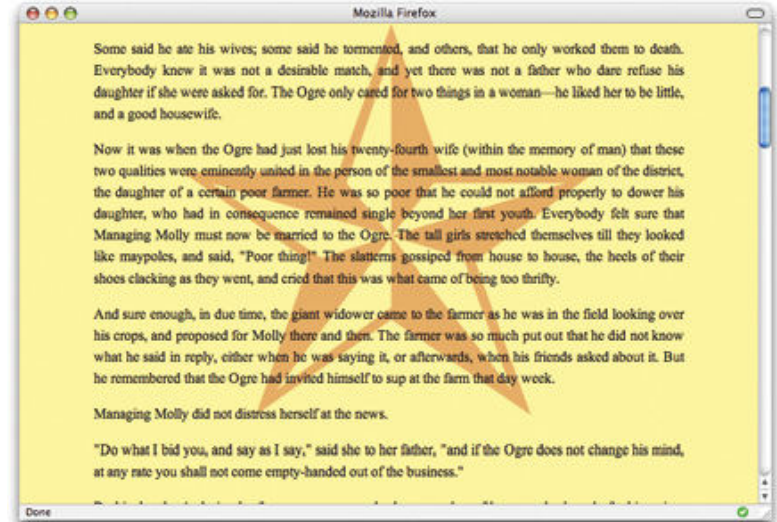 Mozilla Firefox
Some said he ate his wives; some said he tormented, and others, that he only worked them to death.
Everybody knew it was not a desirable match, and yet there was not a father who dare refuse his
daughter if she were asked for. The Ogre only cared for two things in a woman—he liked her to be little,
and a good housewife.
Now it was when the Ogre had just lost his twenty-fourth wife (within the memory of man) that these
two qualities were eminently united in the person of the smallest and most notable woman of the district,
the daughter of a certain poor farmer. He was so poor that he could not afford properly to dower his
daughter, who had in consequence remained single beyond her first youth. Everybody felt sure that
Managing Molly must now be married to the Ogre. The tall girls stretched themselves till they looked
like maypoles, and said, "Poor thing!" The slatterns gossiped from house to house, the heels of their
shoes clacking as they went, and cried that this was what came of being too thrifty.
And sure enough, in due time, the giant widower came to the farmer as he was in the field looking over
his crops, and proposed for Molly there and then. The farmer was so much put out that he did not know
what he said in reply, either when he was saying it, or afterwards, when his friends asked about it. But
he remembered that the Ogre had invited himself to sup at the farm that day week.
Managing Molly did not distress herself at the news.
"Do what I bid you, and say as I say," said she to her father, "and if the Ogre does not change his mind,
at any rate you shall not come empty-handed out of the business."
Done